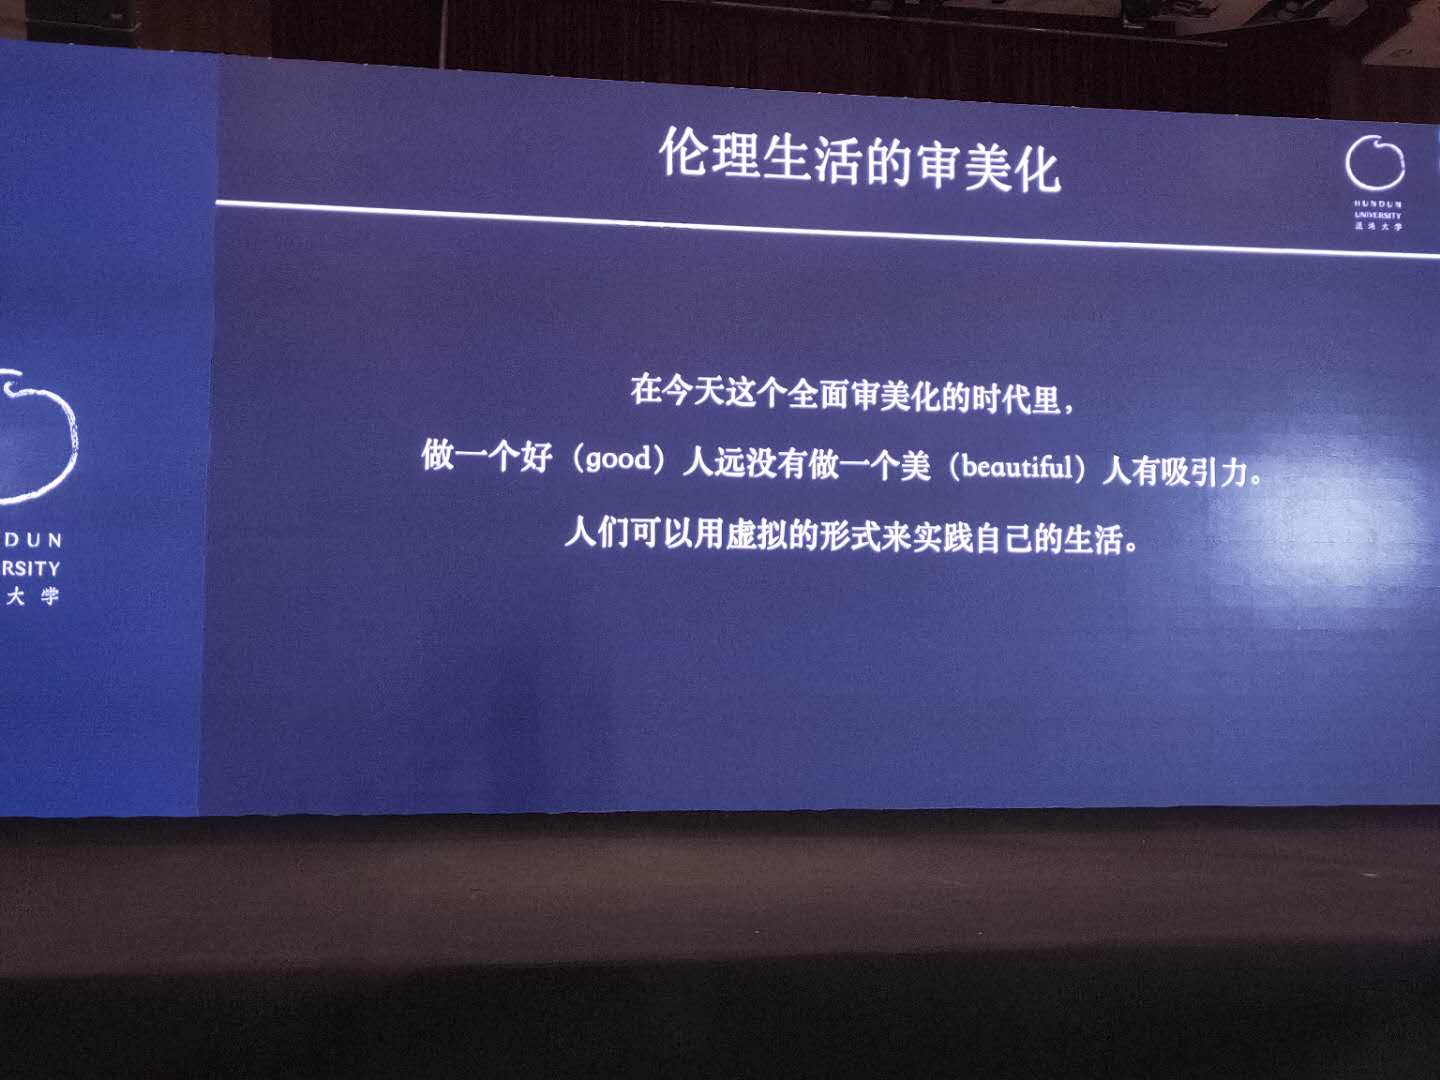 伦理生活的审美化
HUNDUN
UNIVERSITY
混沌大学
在今天这个全面审美化的时代里，
做一个好（good）人远没有做一个美（beautiful）人有吸引力。
人们可以用虚拟的形式来实践自己的生活。
DUN
RSITY
大学